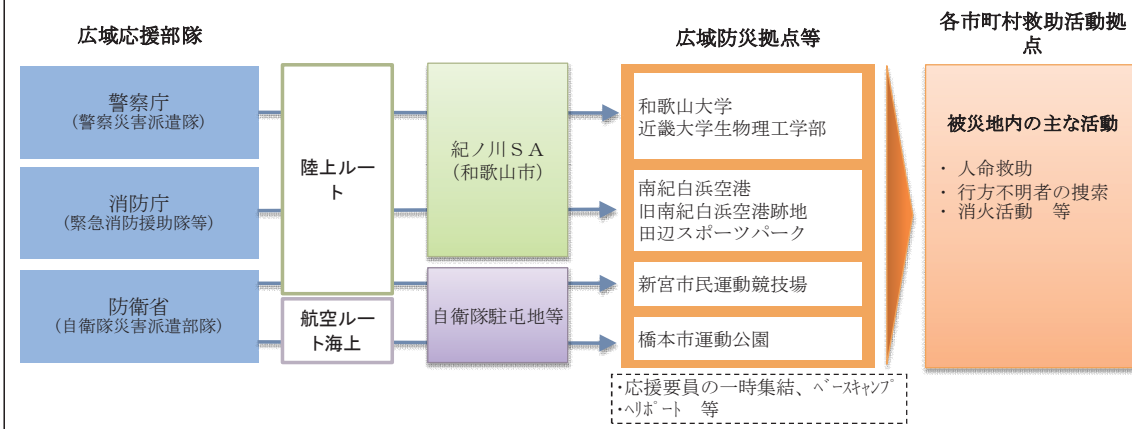 広域応援部隊
警察庁
(警察災害派遣隊)
消防庁
(緊急消防援助隊等)
防衛省
(自衛隊災害派遣部隊)
陸上ルー
ト
航空ルー
ト海上
紀ノ川ＳＡ
(和歌山市)
自衛隊駐屯地等
広域防災拠点等
和歌山大学
近畿大学生物理工学部
南紀白浜空港
旧南紀白浜空港跡地
田辺スポーツパーク
新宮市民運動競技場
橋本市運動公園
・応援要員の一時集結、ﾍﾞｰｽｷｬﾝﾌﾟ
・ﾍﾘﾎﾟｰﾄ　等
各市町村救助活動拠
点
被災地内の主な活動
・ 人命救助
・ 行方不明者の捜索
・ 消火活動　等